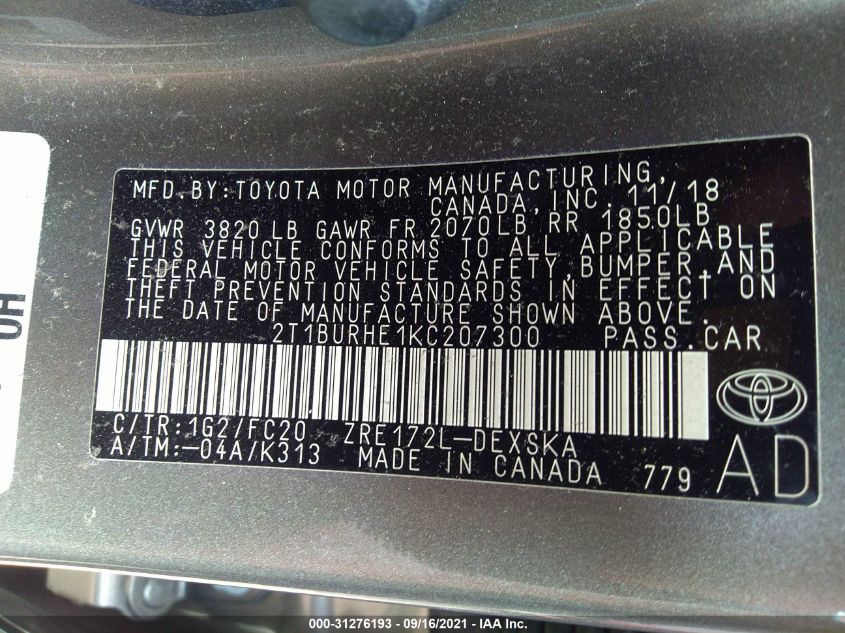 MFD.BY:TOYOTA MOTOR MANUFACTURING,
CANADA,INC. 11/18
GVWR 3820 LB GAWR FR 2070LB RR 1850LB
THIS VEHICLE CONFORMS TO ALL APPLICABLE
FEDERAL MOTOR VEHICLE SAFETY,BUMPER,AND
THEFT PREVENTION STANDARDS IN EFFECT ON
THE DATE OF MANUFACTURE SHOWN ABOVE.
2T1BURHE1KC207300 PASS.CAR
C/TR:1G2/FC20 ZRE172L-DEXSKA
A/TM:-04A/K313 MADE IN CANADA 779
AD
HO
000-31276193 - 09/16/2021 - IAA Inc.